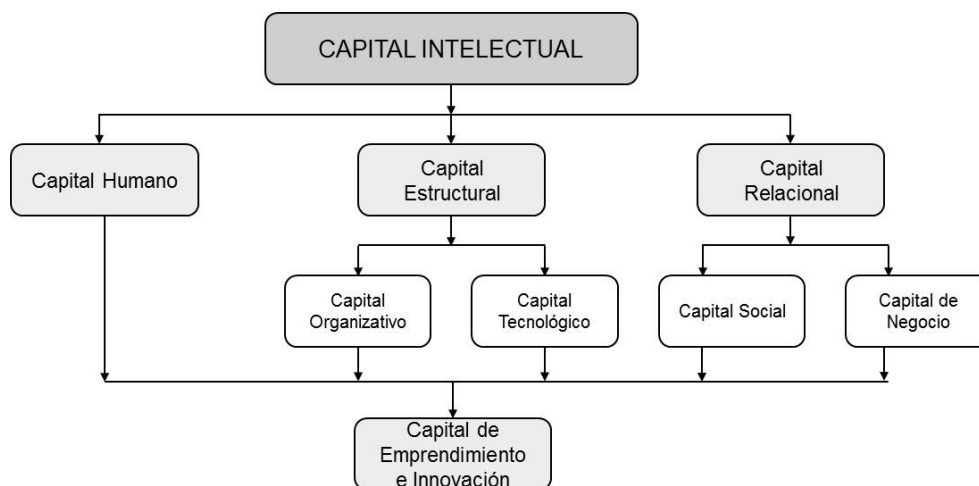 CAPITAL INTELECTUAL
Capital Humano
Capital
Estructural
Capital
Relacional
Capital
Organizativo
Capital
Tecnológico
Capital Social
Capital de
Negocio
Capital de
Emprendimiento
e Innovación